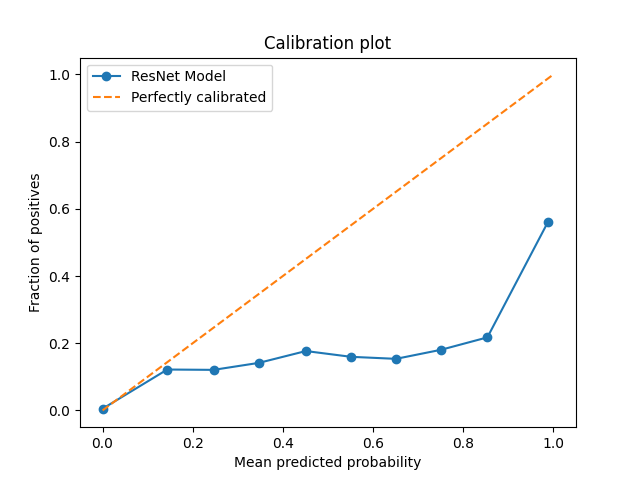 Calibration plot
ResNet Model
Perfectly calibrated
1.0
0.8
0.6
0.4
0.2
0.0
Fraction of positives
0.0 0.2 0.4 0.6 0.8 1.0
Mean predicted probability